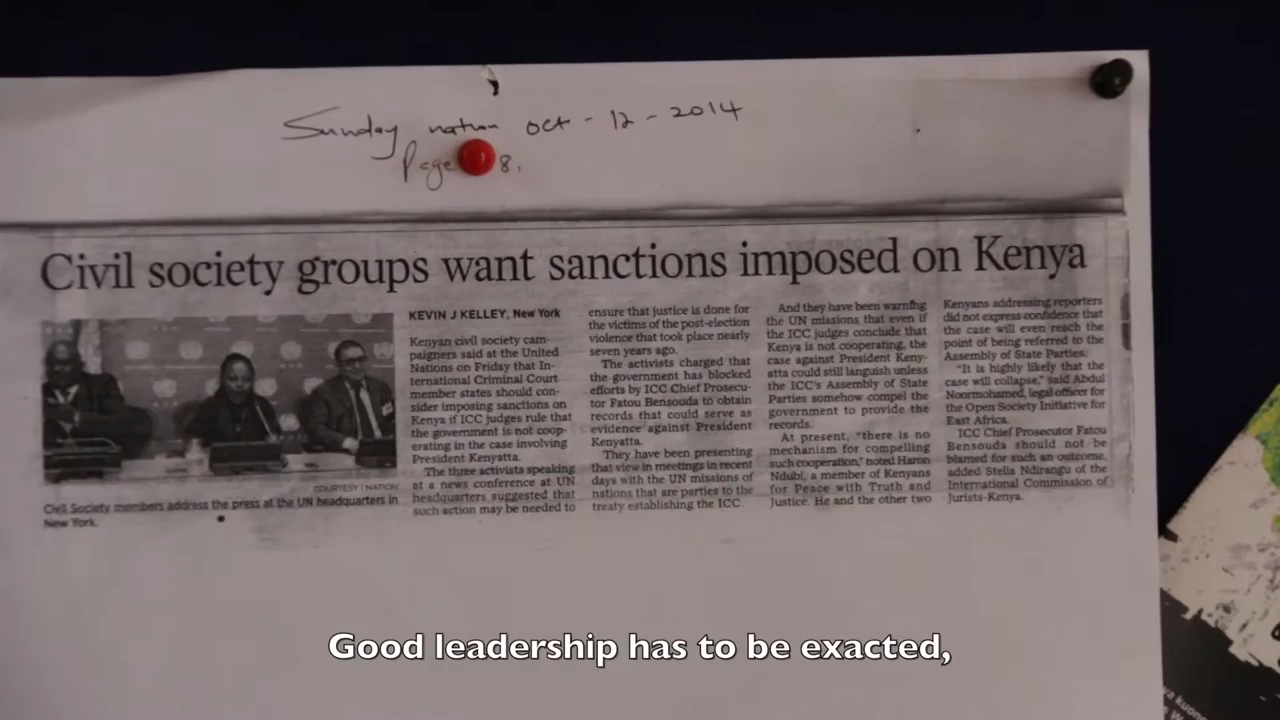 Sunday nation oct - 12 - 2014
Page 8.
Civil society groups want sanctions imposed on Kenya
COURTESY | NATION
Civil Society members address the press at the UN headquarters in
New York.
KEVIN J KELLEY, New York
Kenyan civil society cam-
paigners said at the United
Nations on Friday that In-
ternational Criminal Court
member states should con-
sider imposing sanctions on
Kenya if ICC judges rule that
the government is not coop-
erating in the case involving
President Kenyatta.
The three activists speaking
at a news conference at UN
headquarters suggested that
such action may be needed to
ensure that justice is done for
the victims of the post-election
violence that took place nearly
seven years ago.
The activists charged that
the government has blocked
efforts by ICC Chief Prosecu-
tor Fatou Bensouda to obtain
records that could serve as
evidence against President
Kenyatta.
They have been presenting
that view in meetings in recent
days with the UN missions of
nations that are parties to the
treaty establishing the ICC.
And they have been warning
the UN missions that even if
the ICC judges conclude that
Kenya is not cooperating, the
case against President Keny-
atta could still languish unless
the ICC's Assembly of State
Parties somehow compel the
government to provide the
records.
At present, "there is no
mechanism for compelling
such cooperation," noted Haron
Ndubi, a member of Kenyans
for Peace with Truth and
Justice. He and the other two
Kenyans addressing reporters
did not express confidence that
the case will even reach the
point of being referred to the
Assembly of State Parties.
"It is highly likely that the
case will collapse," said Abdul
Noormohamed, legal officer for
the Open Society Initiative for
East Africa.
ICC Chief Prosecutor Fatou
Bensouda should not be
blamed for such an outcome,
added Stella Ndirangu of the
International Commission of
Jurists-Kenya.
Good leadership has to be exacted,